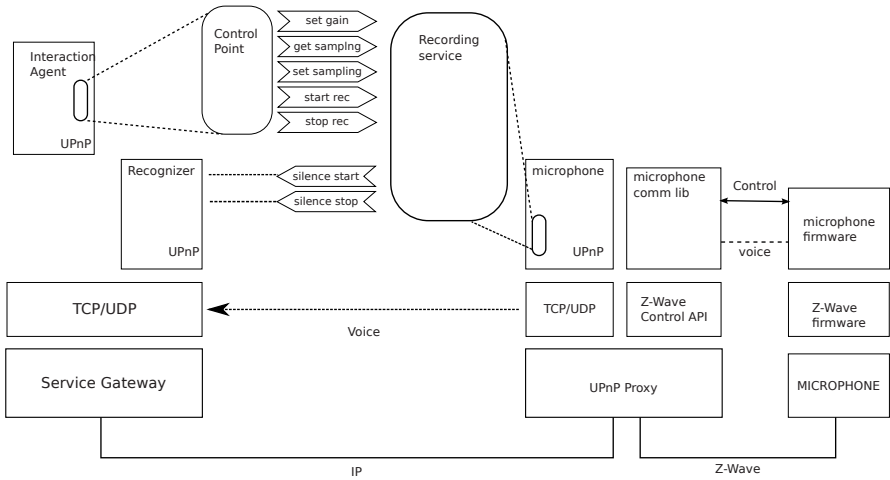 Interaction
Agent
UPnP
Control
Point
set gain
get samplng
set sampling
start rec
stop rec
Recording
service
Recognizer
UPnP
silence start
silence stop
microphone
UPnP
microphone
comm lib
Control
voice
microphone
firmware
TCP/UDP
Voice
TCP/UDP
Z-Wave
Control API
Z-Wave
firmware
Service Gateway
UPnP Proxy
MICROPHONE
IP
Z-Wave